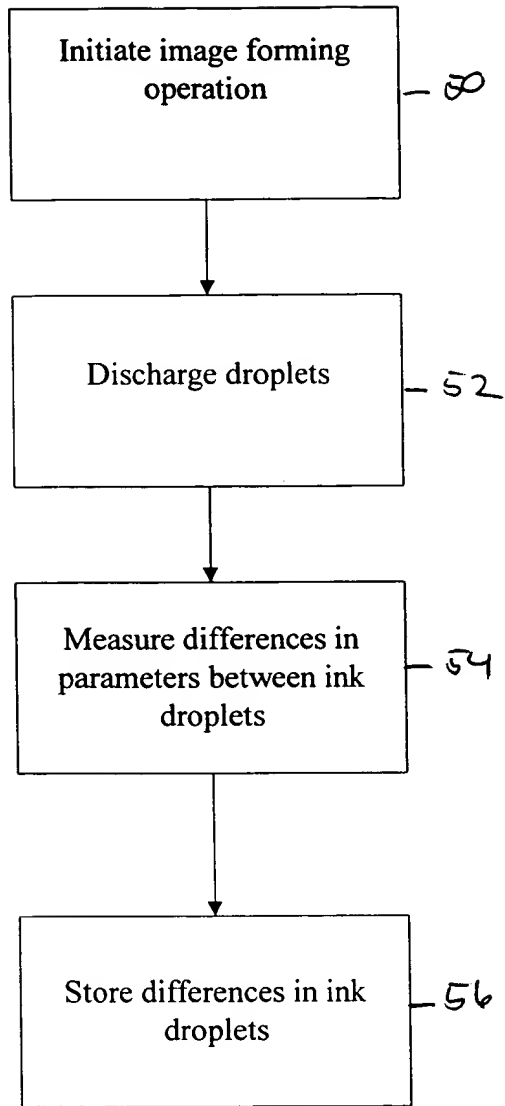 Initiate image forming
operation
50
Discharge droplets
52
Measure differences in
parameters between ink
droplets
54
Store differences in ink
droplets
56